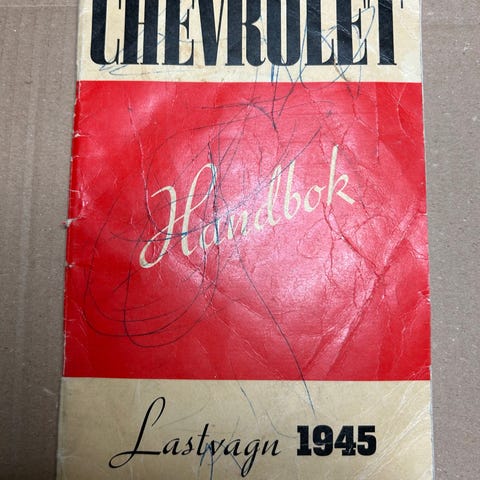 CHEVROLET
Handbok
Lastvagn 1945